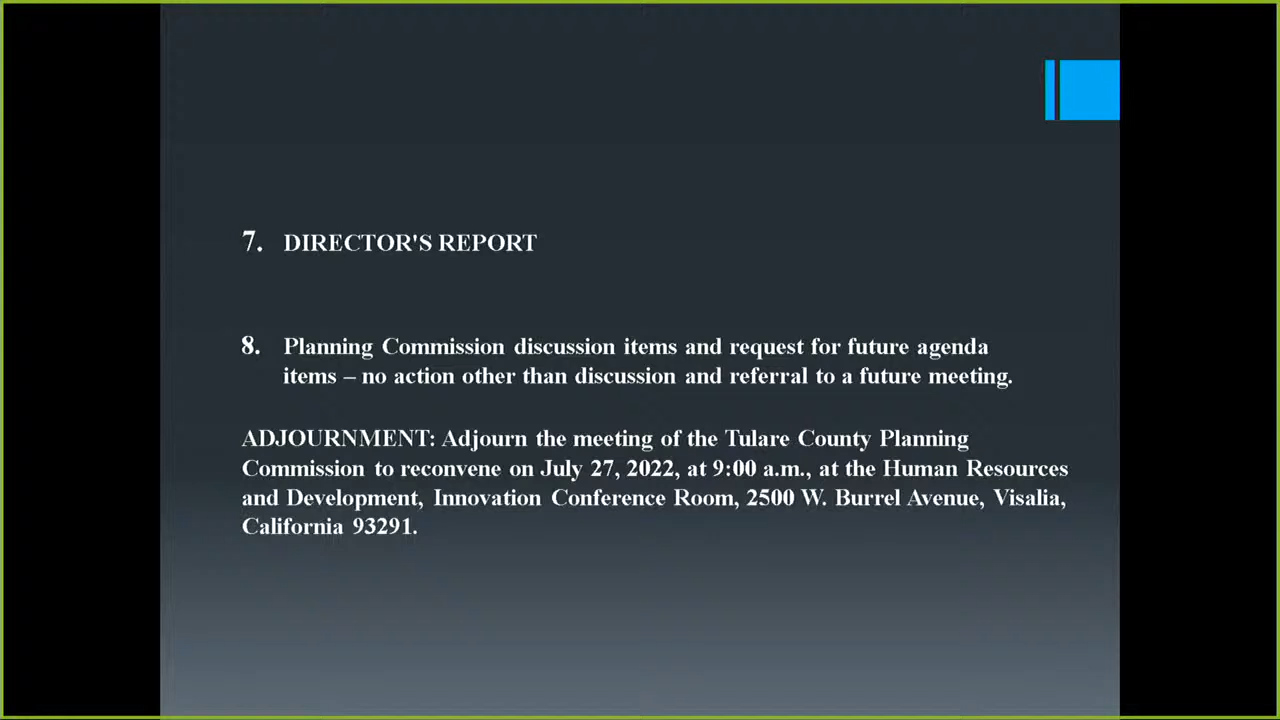 7. DIRECTOR'S REPORT
8. Planning Commission discussion items and request for future agenda
items – no action other than discussion and referral to a future meeting.
ADJOURNMENT: Adjourn the meeting of the Tulare County Planning
Commission to reconvene on July 27, 2022, at 9:00 a.m., at the Human Resources
and Development, Innovation Conference Room, 2500 W. Burrel Avenue, Visalia,
California 93291.